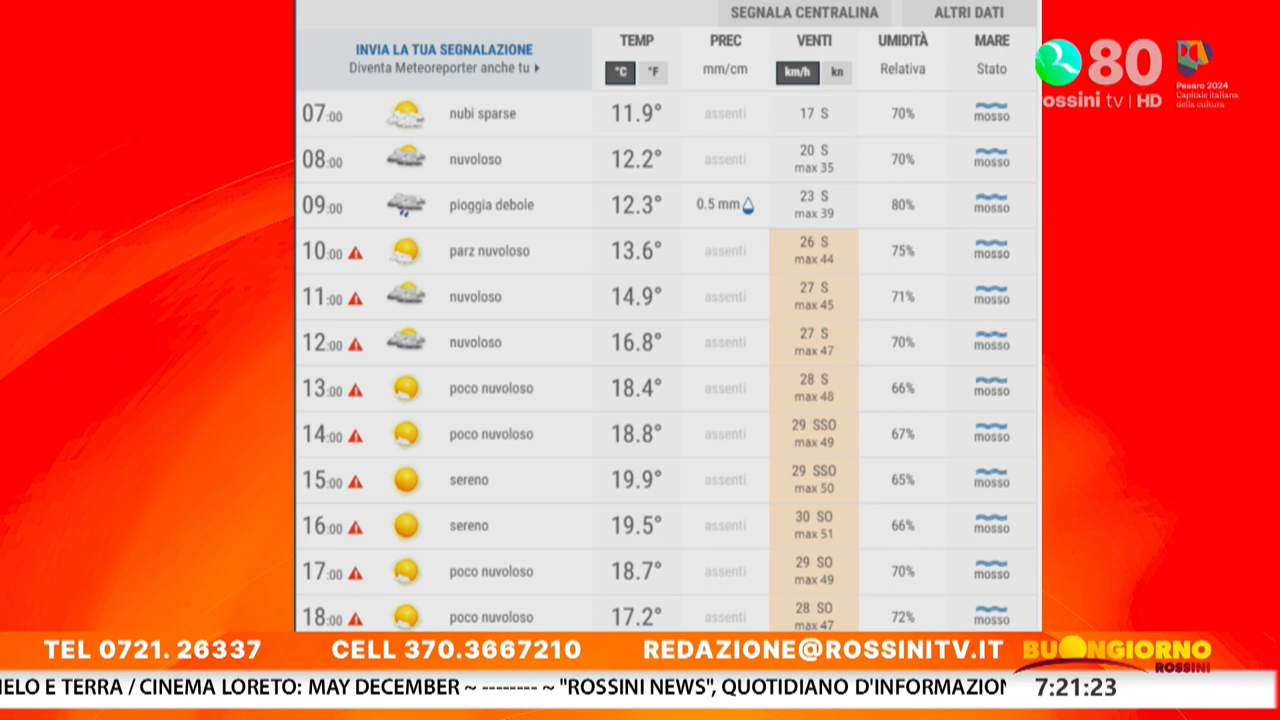 SEGNALA CENTRALINA ALTRI DATI
INVIA LA TUA SEGNALAZIONE
Diventa Meteoreporter anche tu
TEMP PREC VENTI UMIDITÀ MARE
°C °F mm/cm km/h kn Relativa Stato
07:00 nubi sparse 11.9° assenti 17 S 70% mosso
08:00 nuvoloso 12.2° assenti 20 S max 35 70% mosso
09:00 pioggia debole 12.3° 0.5 mm 23 S max 39 80% mosso
10:00 parz nuvoloso 13.6° assenti 26 S max 44 75% mosso
11:00 nuvoloso 14.9° assenti 27 S max 45 71% mosso
12:00 nuvoloso 16.8° assenti 27 S max 47 70% mosso
13:00 poco nuvoloso 18.4° assenti 28 S max 48 66% mosso
14:00 poco nuvoloso 18.8° assenti 29 SSO max 49 67% mosso
15:00 sereno 19.9° assenti 29 SSO max 50 65% mosso
16:00 sereno 19.5° assenti 30 SO max 51 66% mosso
17:00 poco nuvoloso 18.7° assenti 29 SO max 49 70% mosso
18:00 poco nuvoloso 17.2° assenti 28 SO max 47 72% mosso
80
ossini tv | HD
Pesaro 2024
Capitale italiana
della cultura
TEL 0721. 26337 CELL 370.3667210 REDAZIONE@ROSSINITV.IT
BUONGIORNO
ROSSINI
IELO E TERRA / CINEMA LORETO: MAY DECEMBER ~ -------- ~ "ROSSINI NEWS", QUOTIDIANO D'INFORMAZION
7:21:23